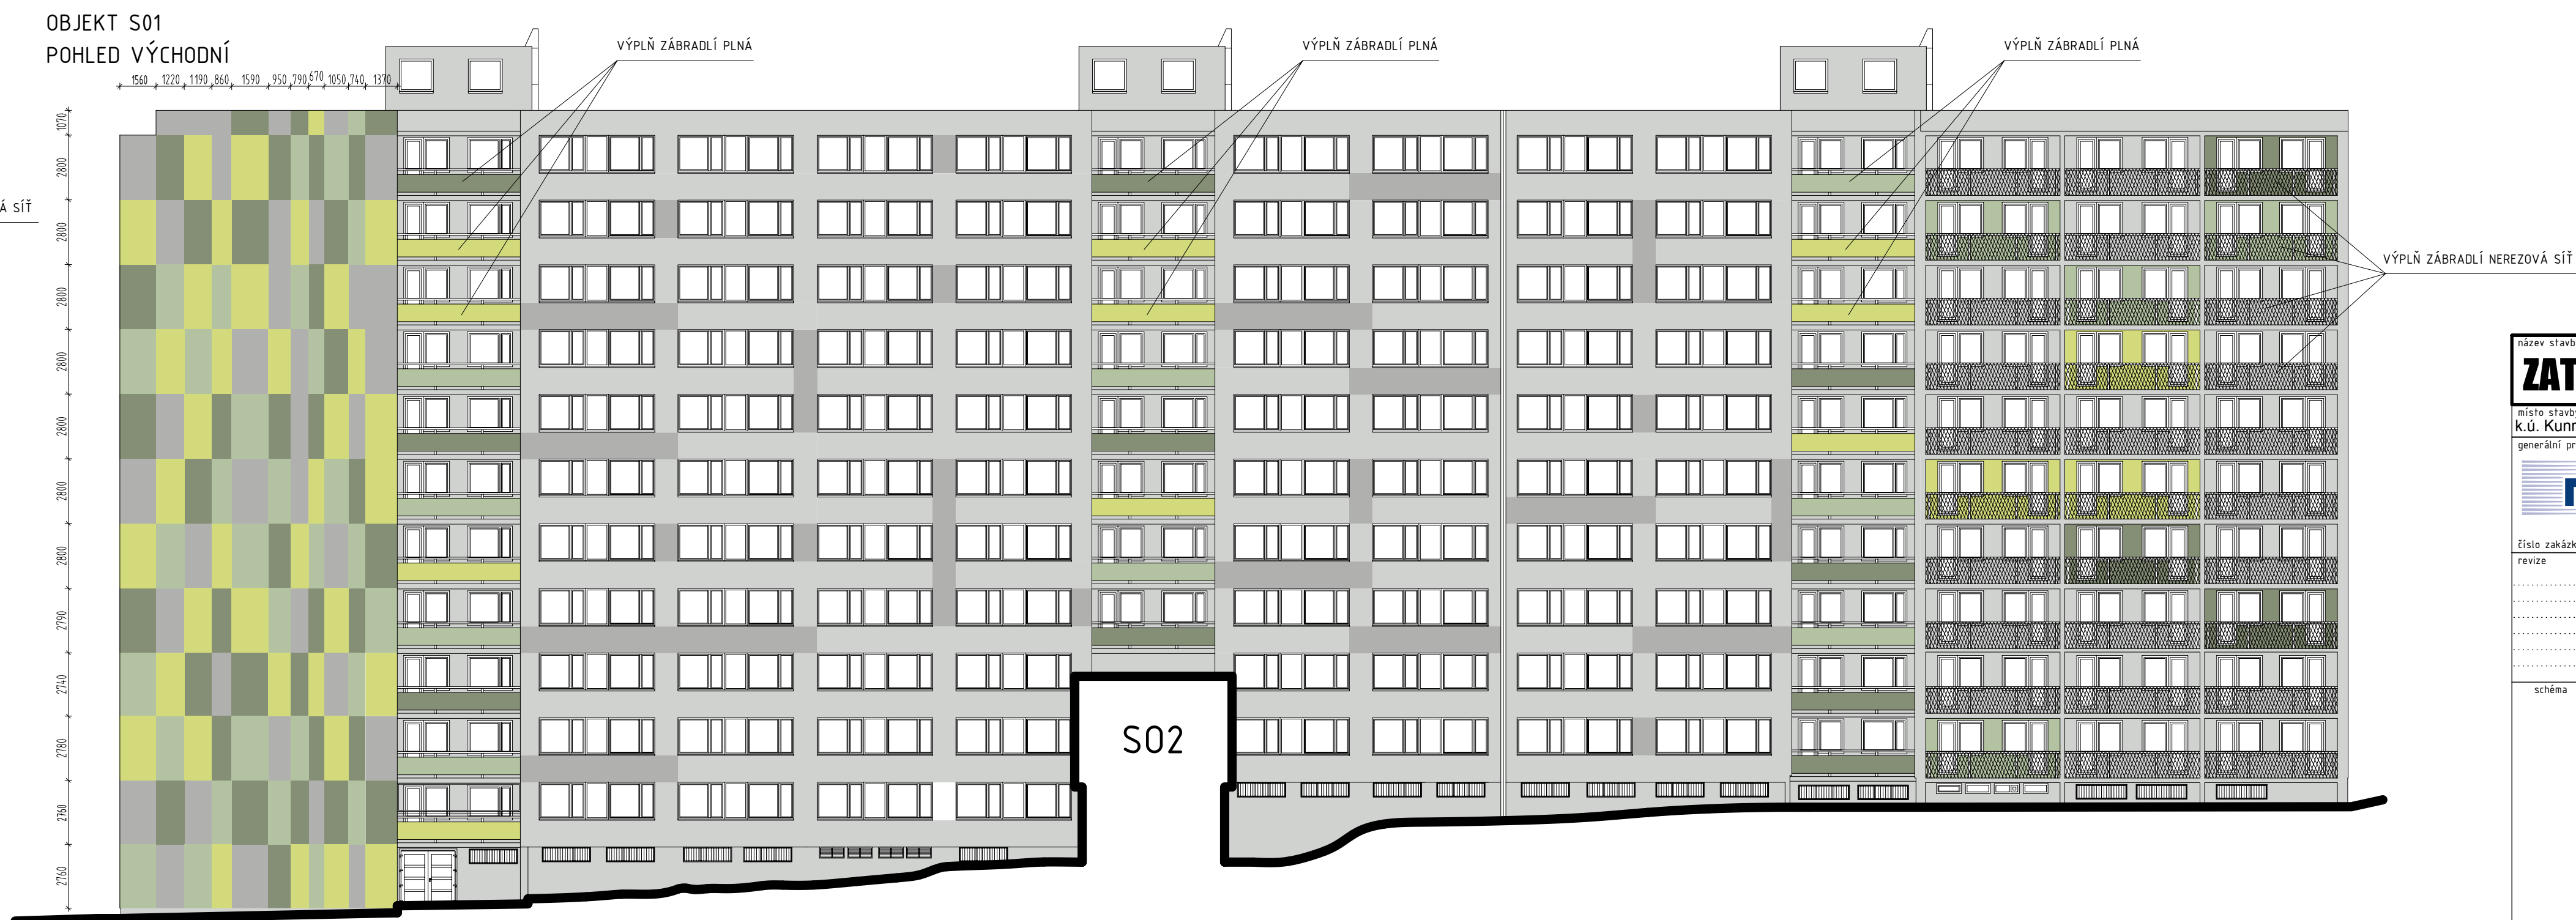 OBJEKT S01
POHLED VÝCHODNÍ
VÝPLŇ ZÁBRADLÍ PLNÁ
VÝPLŇ ZÁBRADLÍ PLNÁ
VÝPLŇ ZÁBRADLÍ PLNÁ
1560 1220 1190 860 1590 950 790 670 1050 740 1370
1070
2800
2800
2800
2800
2800
2800
2800
2790
2740
2780
2760
2760
Á SÍŤ
VÝPLŇ ZÁBRADLÍ NEREZOVÁ SÍŤ
S02
název stavb
ZAT
místo stavby
k.ú. Kunr
generální pr
číslo zakázk
revize
schéma